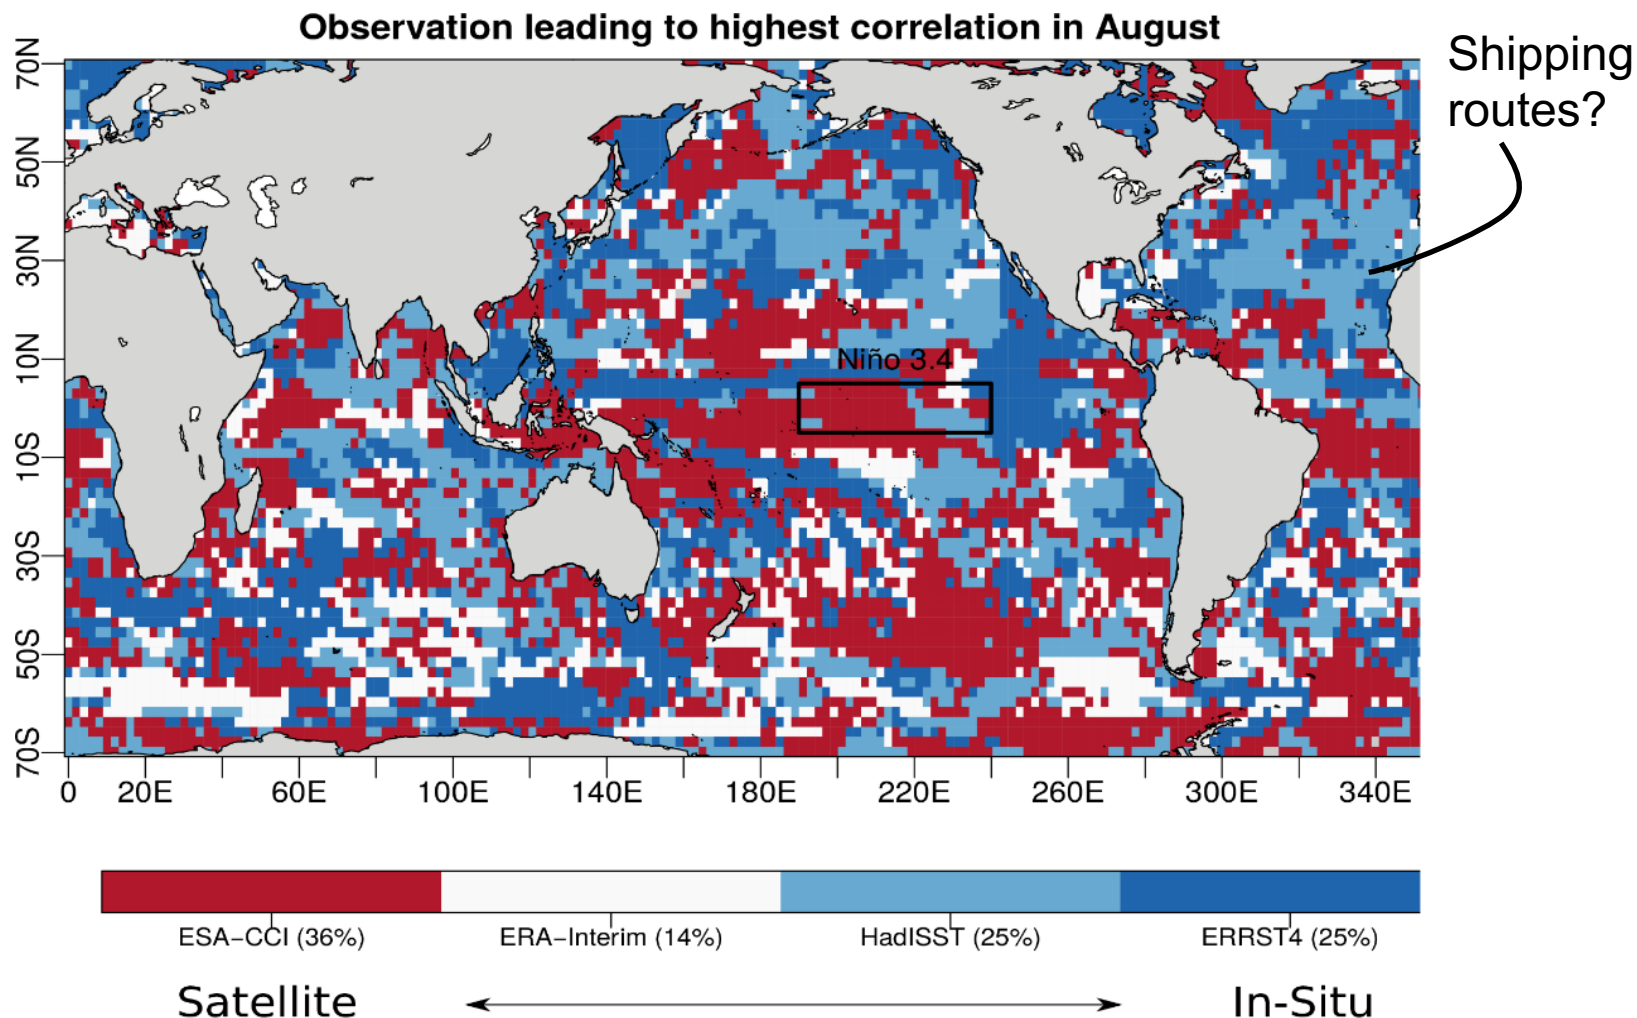 Observation leading to highest correlation in August
Shipping
routes?
70N
50N
30N
10N
10S
30S
50S
70S
Niño 3.4
0 20E 60E 100E 140E 180E 220E 260E 300E 340E
ESA−CCI (36%) ERA−Interim (14%) HadISST (25%) ERRST4 (25%)
Satellite In-Situ